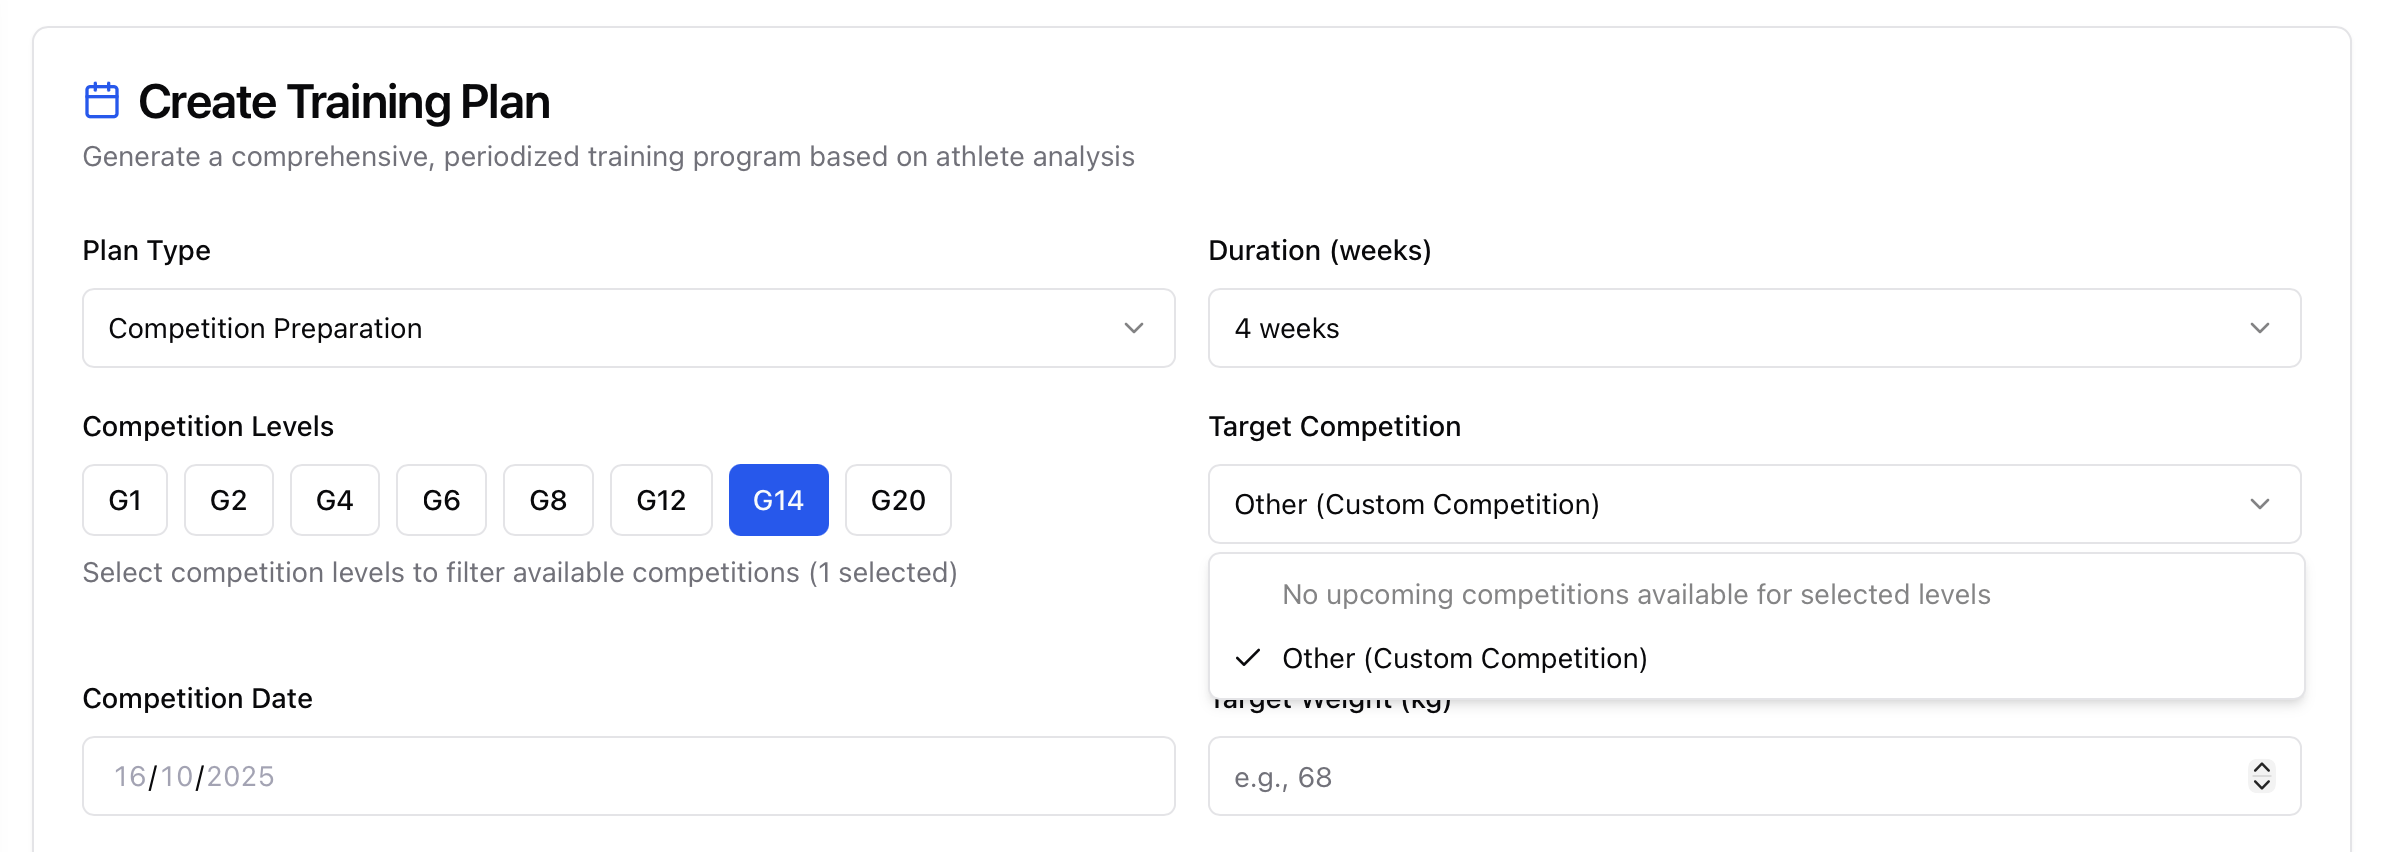 Create Training Plan
Generate a comprehensive, periodized training program based on athlete analysis
Plan Type
Duration (weeks)
Competition Preparation
4 weeks
Competition Levels
Target Competition
G1 G2 G4 G6 G8 G12 G14 G20
Other (Custom Competition)
Select competition levels to filter available competitions (1 selected)
No upcoming competitions available for selected levels
Other (Custom Competition)
Competition Date
Target Weight (kg)
16/10/2025
e.g., 68